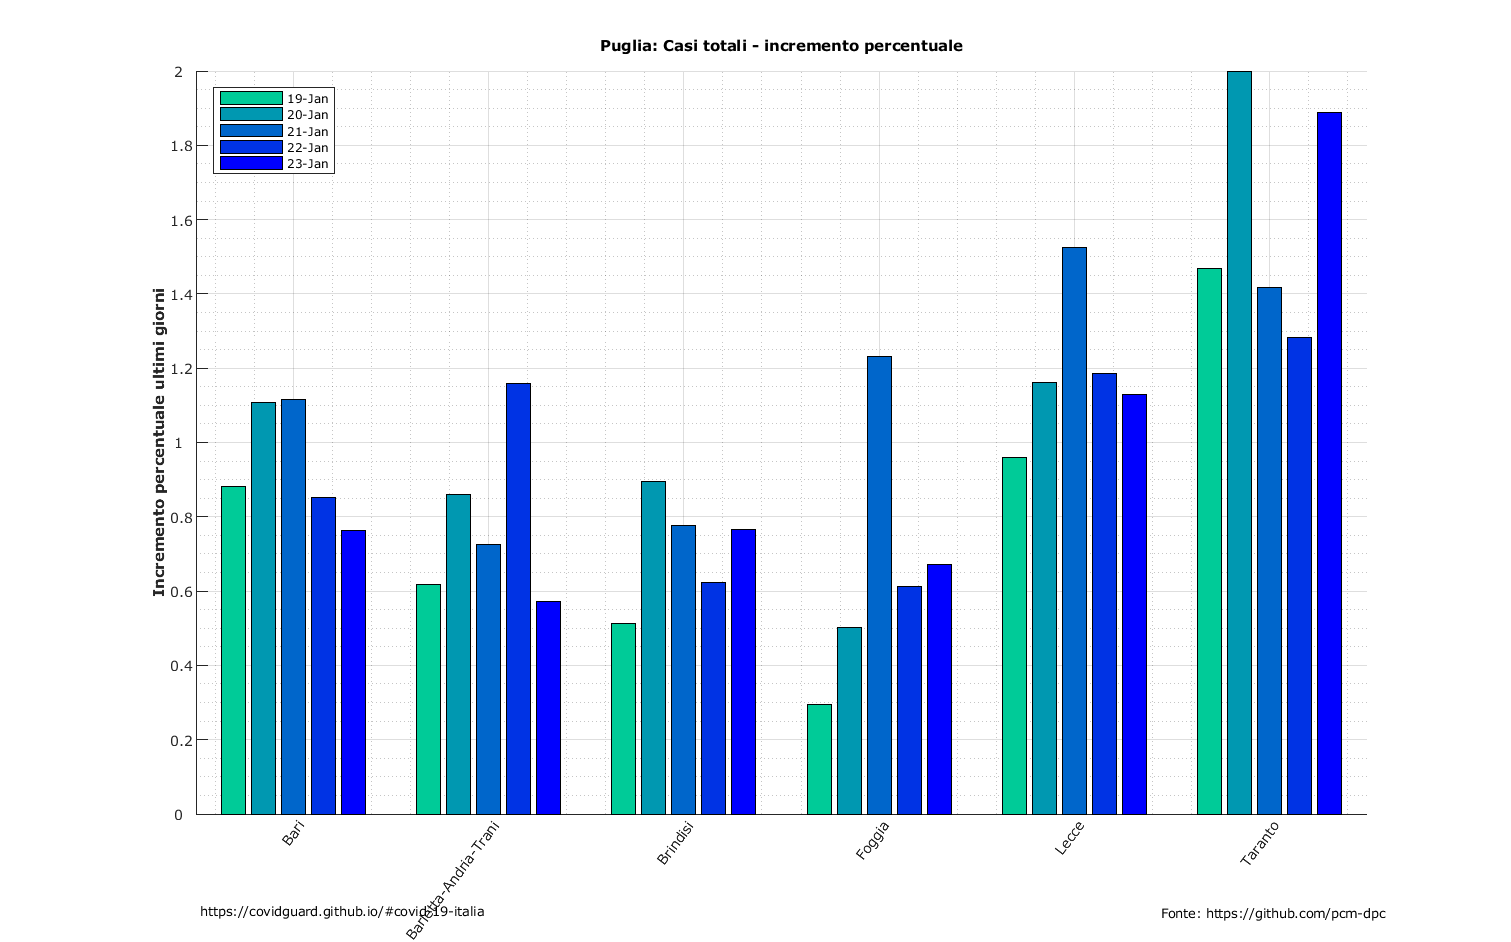 Puglia: Casi totali - incremento percentuale
Incremento percentuale ultimi giorni
2
1.8
1.6
1.4
1.2
1
0.8
0.6
0.4
0.2
0
19-Jan
20-Jan
21-Jan
22-Jan
23-Jan
Bari
Barletta-Andria-Trani
Brindisi
Foggia
Lecce
Taranto
https://covidguard.github.io/#covid-19-italia
Fonte: https://github.com/pcm-dpc